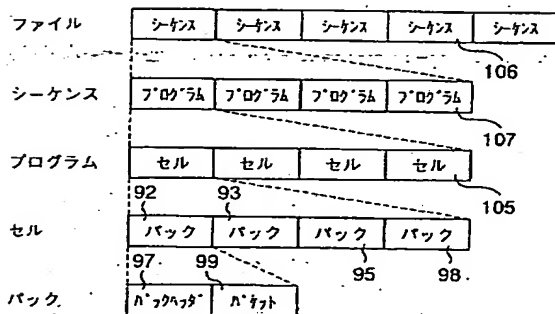 ファイル シーケンス シーケンス シーケンス シーケンス シーケンス
106
シーケンス プログラム プログラム プログラム プログラム
107
プログラム セル セル セル セル
105
92 93
セル パック パック パック パック
97 99 95 98
パック パックヘッダ パケット